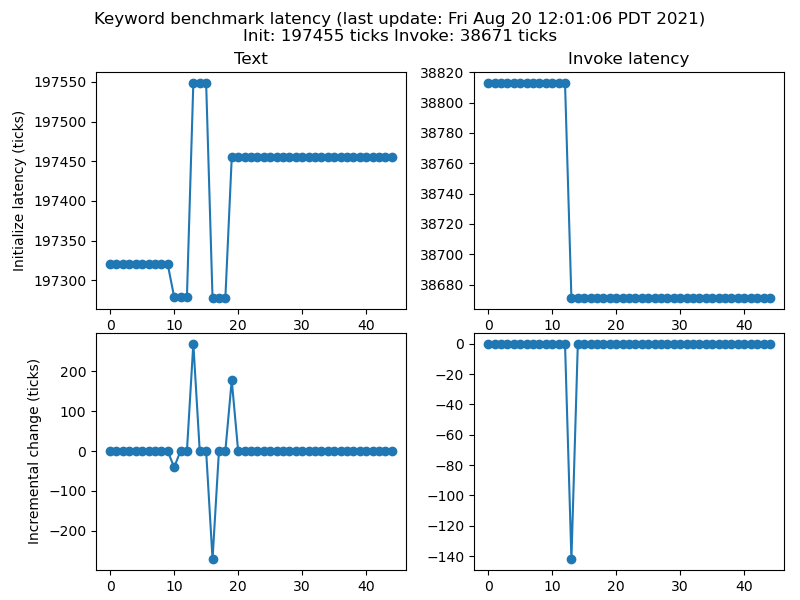 Keyword benchmark latency (last update: Fri Aug 20 12:01:06 PDT 2021)
Init: 197455 ticks Invoke: 38671 ticks
Text
Invoke latency
Initialize latency (ticks)
197550
197500
197450
197400
197350
197300
0 10 20 30 40
38820
38800
38780
38760
38740
38720
38700
38680
0 10 20 30 40
Incremental change (ticks)
200
100
0
−100
−200
0 10 20 30 40
0
−20
−40
−60
−80
−100
−120
−140
0 10 20 30 40